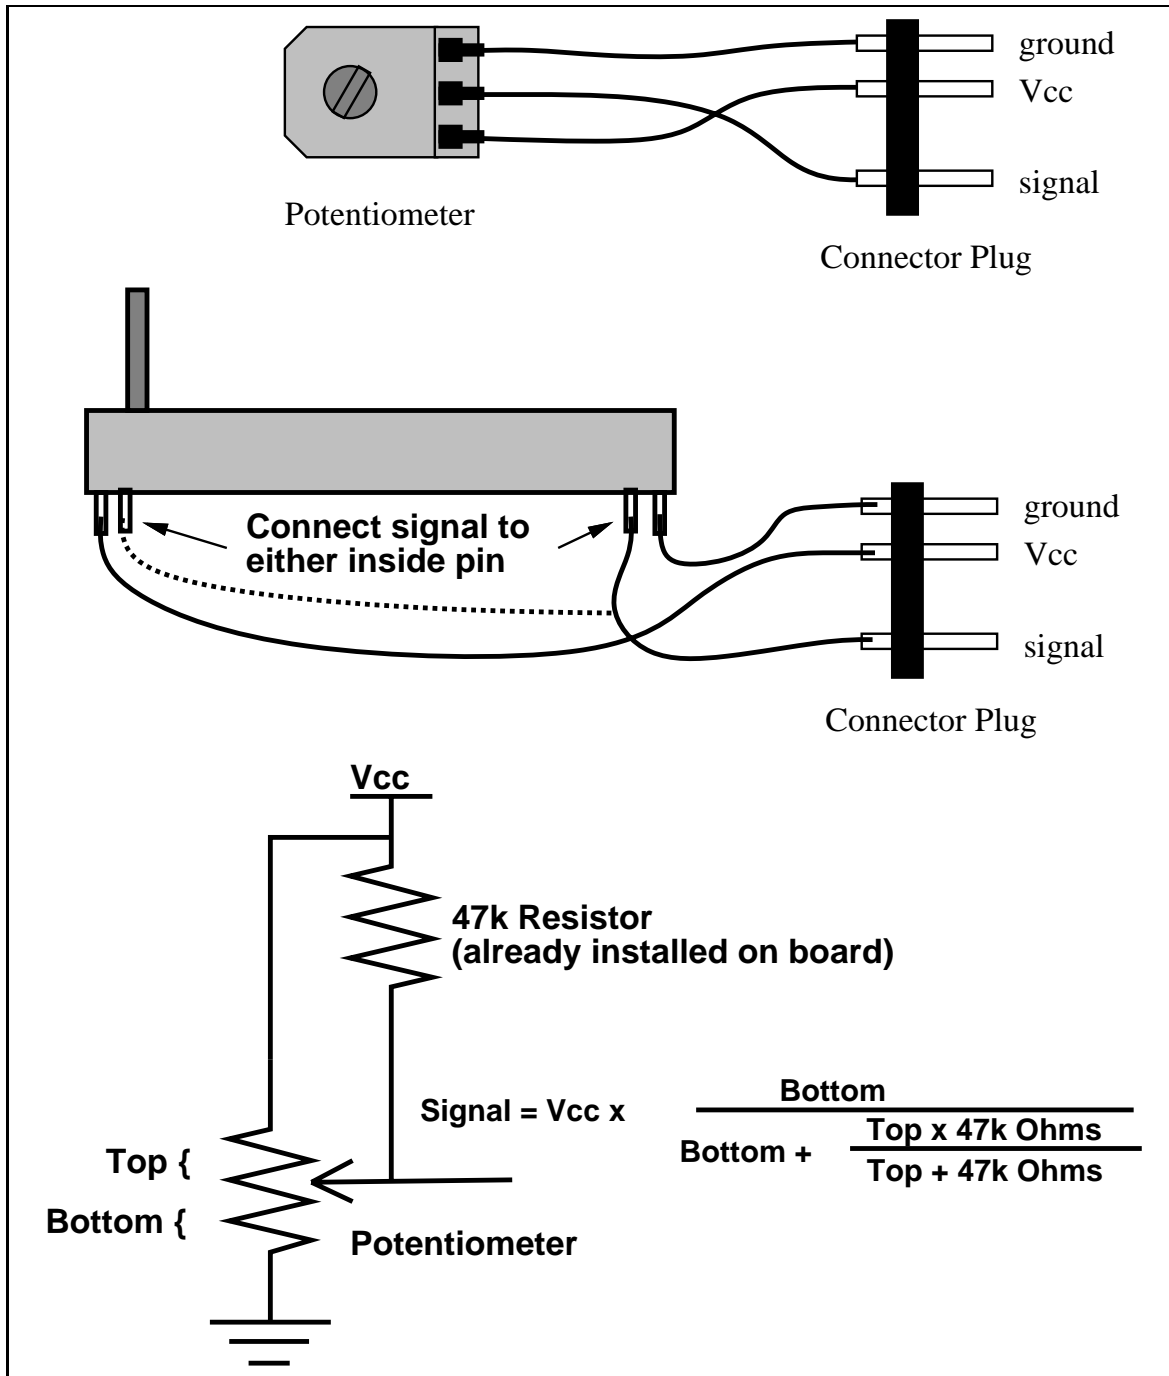 ground
Vcc
signal
Potentiometer
Connector Plug
Connect signal to
either inside pin
ground
Vcc
signal
Connector Plug
Vcc
47k Resistor
(already installed on board)
Signal = Vcc x
Bottom
Bottom +
Top x 47k Ohms
Top + 47k Ohms
Top {
Bottom {
Potentiometer